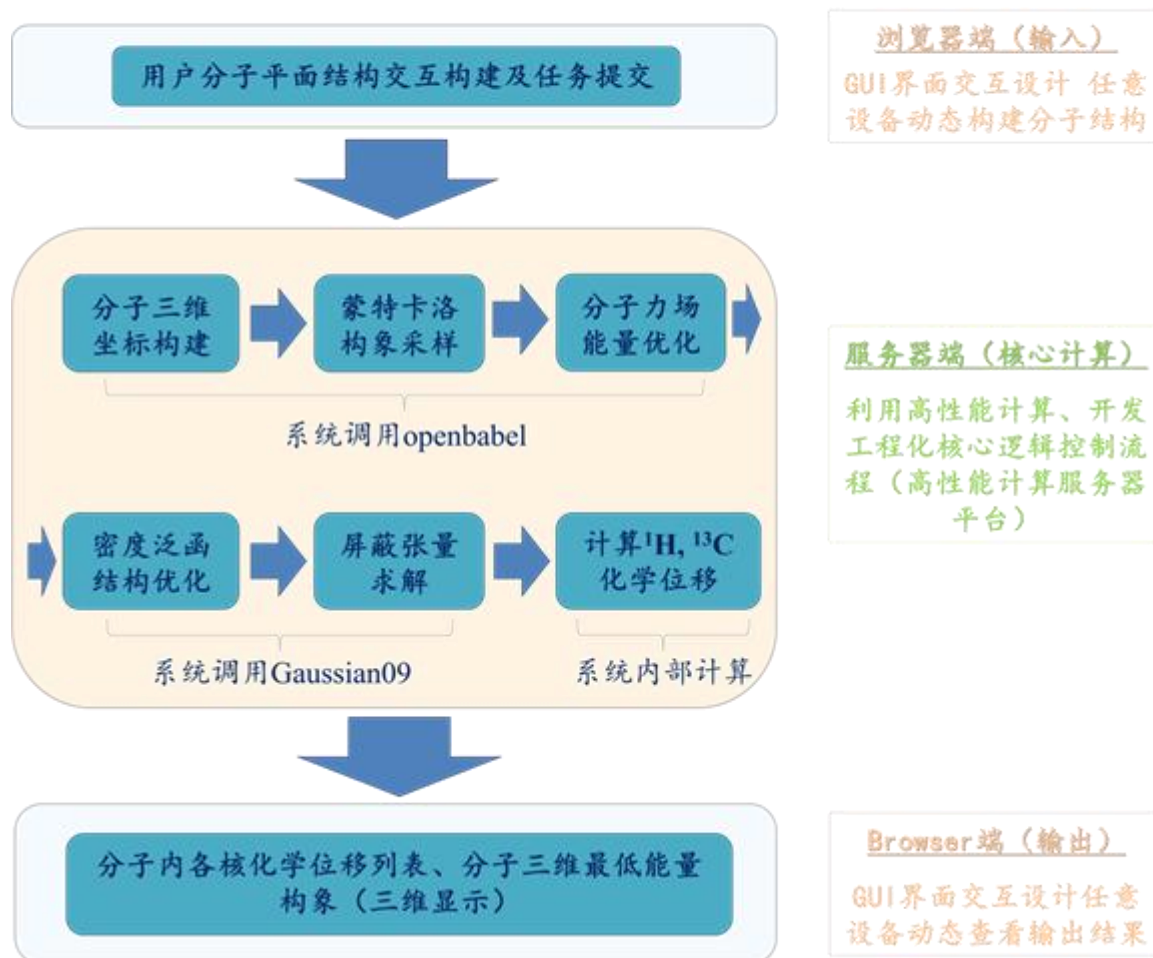 用户分子平面结构交互构建及任务提交
浏览器端（输入）
GUI界面交互设计 任意
设备动态构建分子结构
分子三维
坐标构建
蒙特卡洛
构象采样
分子力场
能量优化
系统调用openbabel
密度泛函
结构优化
屏蔽张量
求解
计算¹H, ¹³C
化学位移
系统调用Gaussian09
系统内部计算
服务器端（核心计算）
利用高性能计算、开发
工程化核心逻辑控制流
程（高性能计算服务器
平台）
分子内各核化学位移列表、分子三维最低能量
构象（三维显示）
Browser端（输出）
GUI界面交互设计任意
设备动态查看输出结果